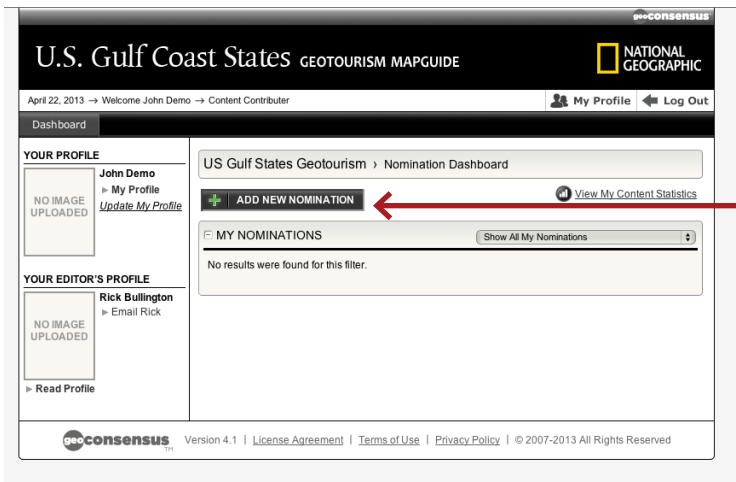 geoconsensus
U.S. Gulf Coast States GEOTOURISM MAPGUIDE
NATIONAL
GEOGRAPHIC
April 22, 2013 → Welcome John Demo → Content Contributer
My Profile
Log Out
Dashboard
YOUR PROFILE
NO IMAGE
UPLOADED
John Demo
My Profile
Update My Profile
YOUR EDITOR'S PROFILE
NO IMAGE
UPLOADED
Rick Bullington
Email Rick
Read Profile
US Gulf States Geotourism › Nomination Dashboard
ADD NEW NOMINATION
View My Content Statistics
MY NOMINATIONS
Show All My Nominations
No results were found for this filter.
geoconsensus TM Version 4.1 | License Agreement | Terms of Use | Privacy Policy | © 2007-2013 All Rights Reserved